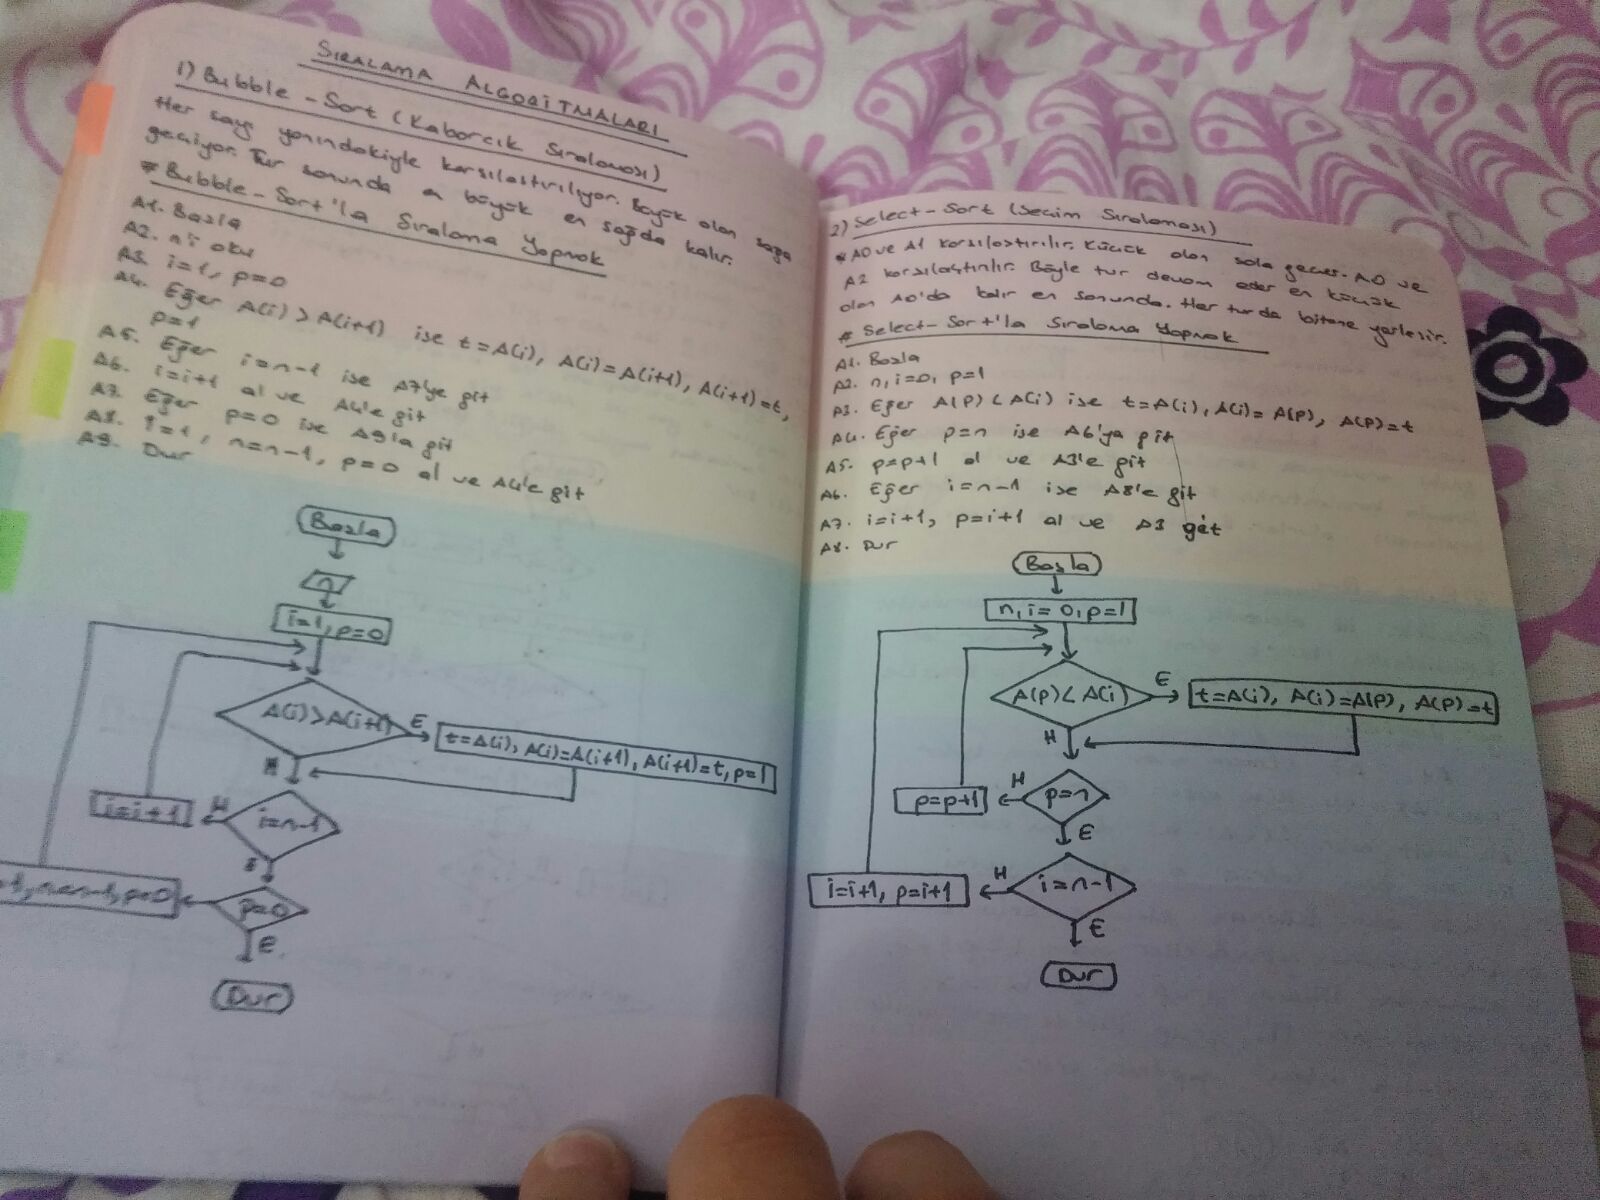 SIRALAMA ALGORİTMALARI
1) Bubble - Sort (Kabarcık Sıralaması)
Her sayı yanındakiyle karşılaştırılıyor. Büyük olan sağa
geçiyor. Tur sonunda en büyük en sağda kalır.
* Bubble - Sort'la Sıralama Yapmak
A1. Başla
A2. n'i oku
A3. i=1, p=0
A4. Eğer A(i) > A(i+1) ise t=A(i), A(i)=A(i+1), A(i+1)=t,
p=1
A5. Eğer i=n-1 ise A7'ye git
A6. i=i+1 al ve A4'e git
A7. Eğer p=0 ise A9'la git
A8. i=1, n=n-1, p=0 al ve A4'e git
A9. Dur
Başla
n
i=1, p=0
A(i)>A(i+1)
E
t=A(i), A(i)=A(i+1), A(i+1)=t, p=1
H
i=i+1
H
i=n-1
E
n=n-1, p=0
p=0
E
Dur
2) Select-Sort (Seçim Sıralaması)
* A0 ve A1 karşılaştırılır. Küçük olan sola geçer. A0 ve
A2 karşılaştırılır. Böyle tur devam eder en küçük
olan A0'da kalır en sonunda. Her turda bitane yerleşir.
* Select-Sort'la Sıralama Yapmak
A1. Başla
A2. n, i=0, p=1
A3. Eğer A(p) < A(i) ise t=A(i), A(i)=A(p), A(p)=t
A4. Eğer p=n ise A6'ya git
A5. p=p+1 al ve A3'e git
A6. Eğer i=n-1 ise A8'e git
A7. i=i+1, p=i+1 al ve A3 git
A8. Dur
Başla
n, i=0, p=1
A(p)<A(i)
E
t=A(i), A(i)=A(p), A(p)=t
H
p=p+1
H
p=n
E
i=i+1, p=i+1
H
i=n-1
E
Dur